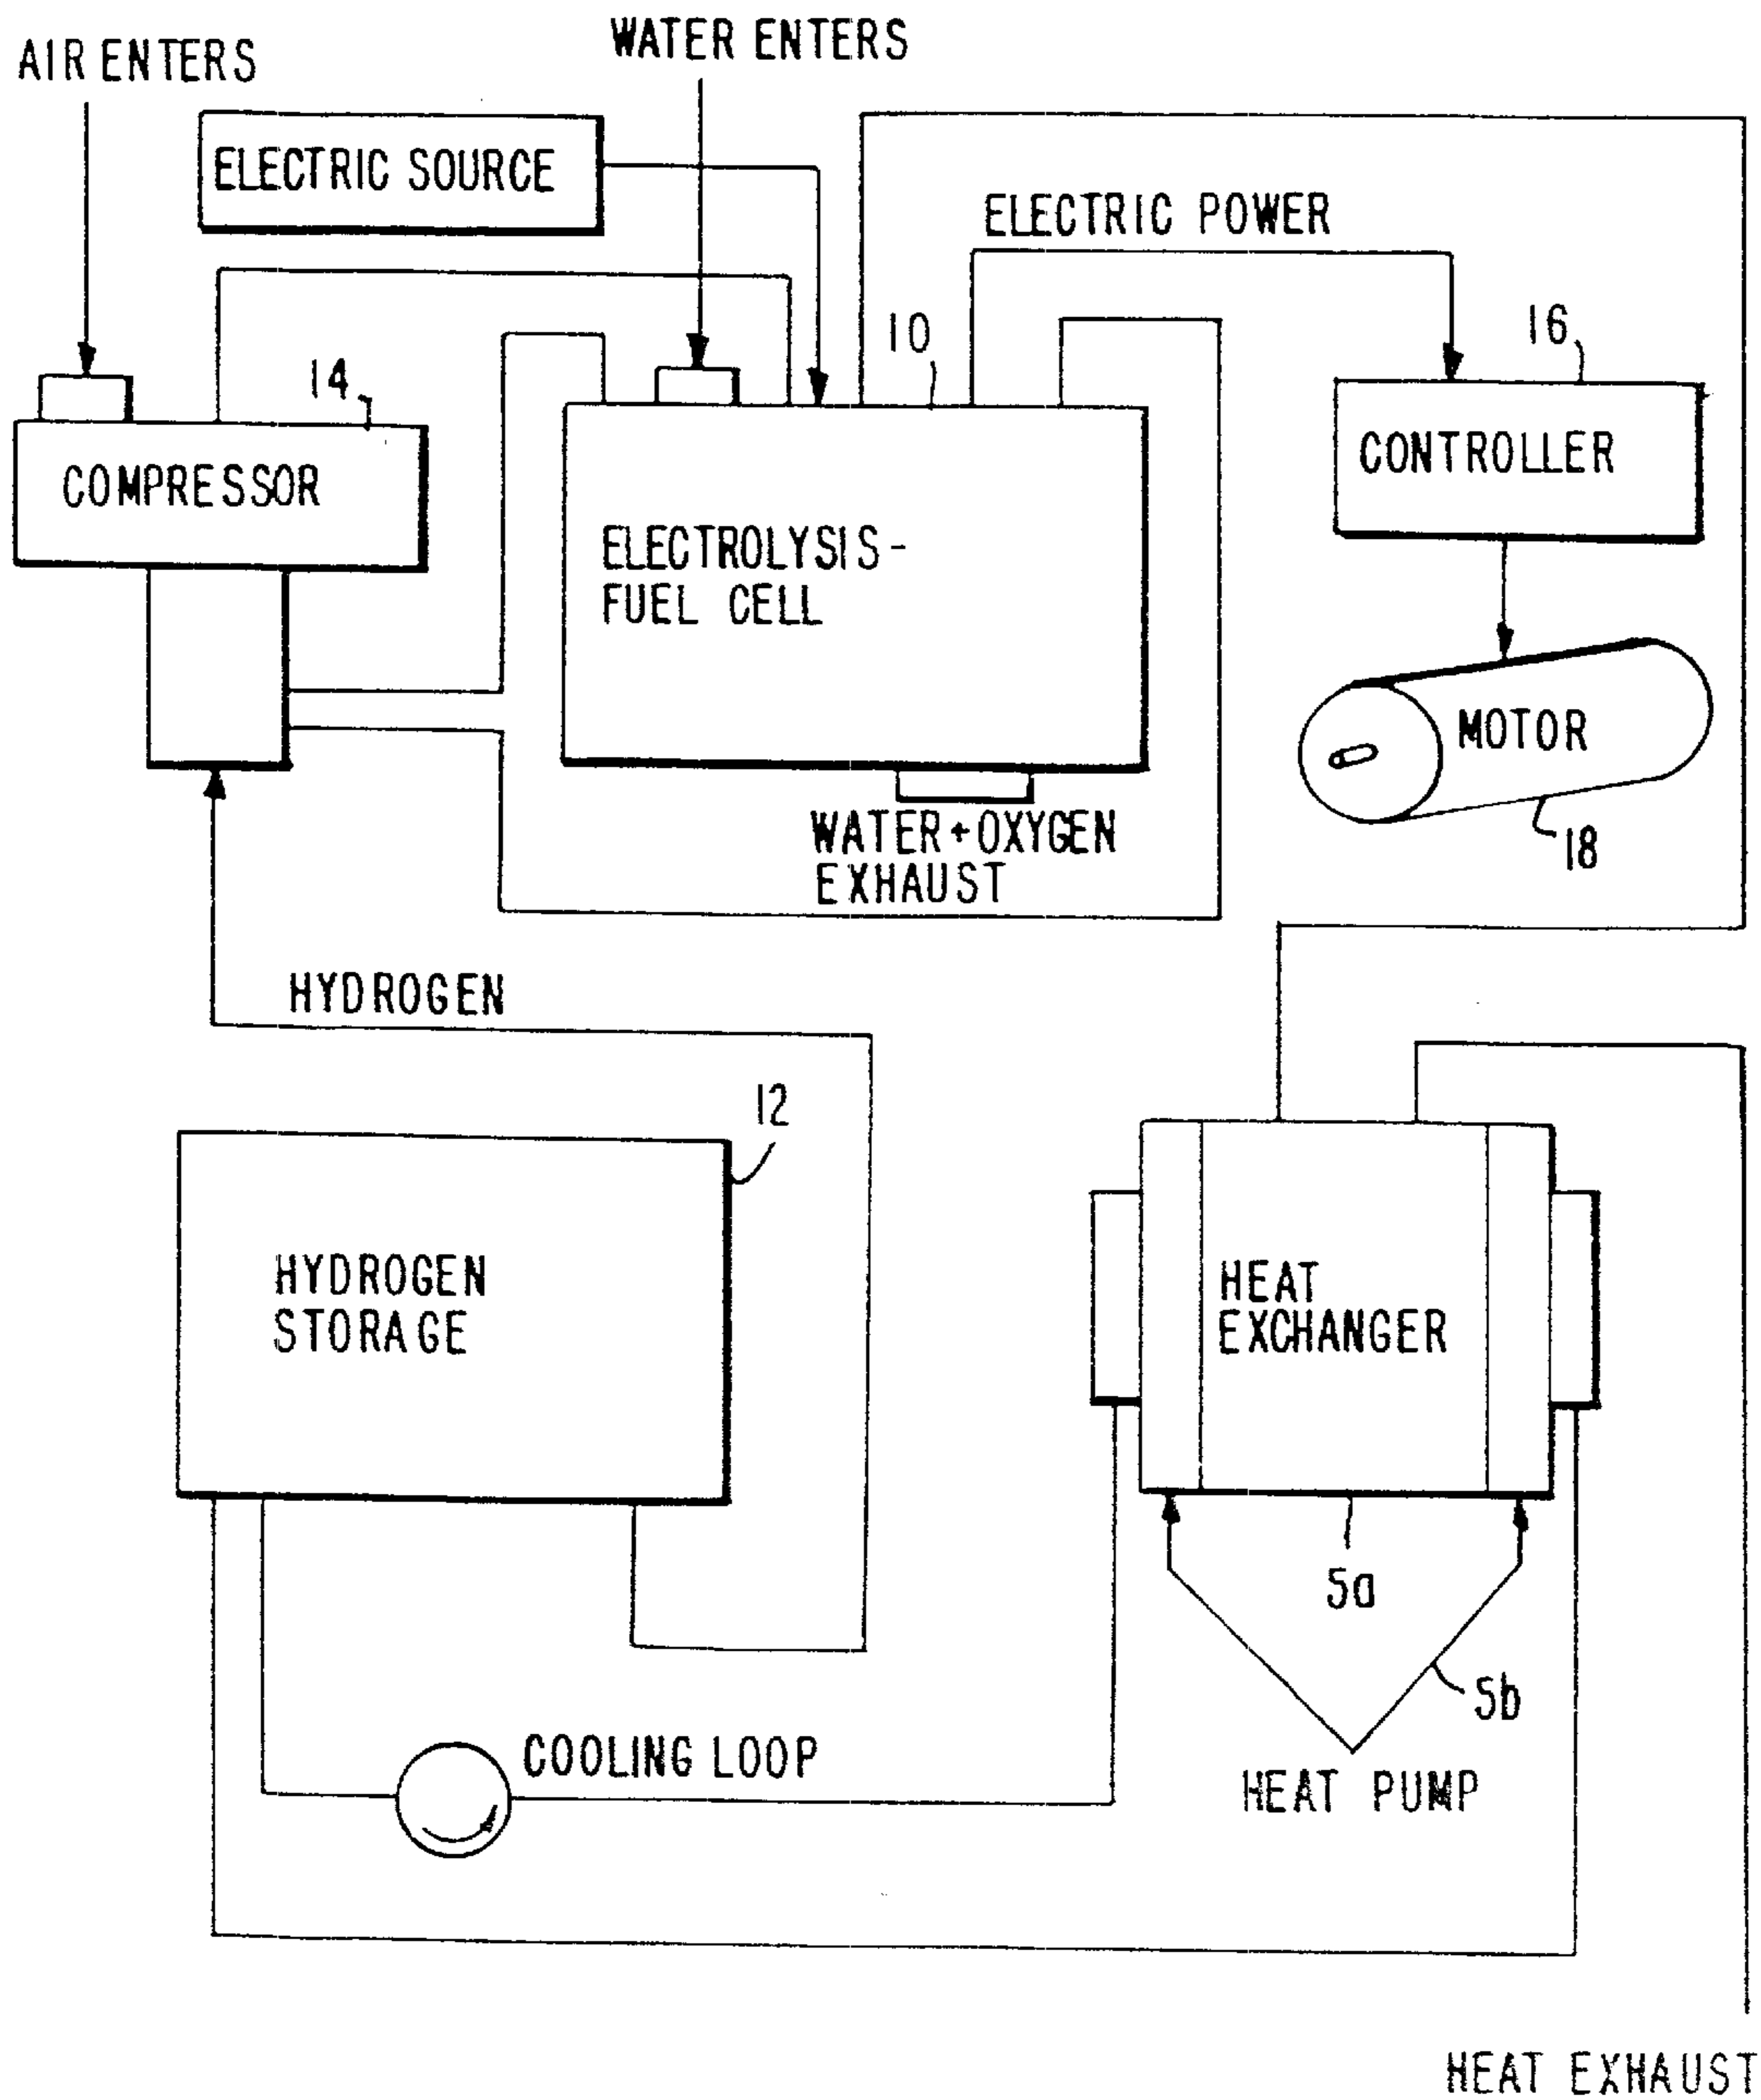 AIR ENTERS
WATER ENTERS
ELECTRIC SOURCE
ELECTRIC POWER
10
16
14
COMPRESSOR
CONTROLLER
ELECTROLYSIS-
FUEL CELL
MOTOR
18
WATER+OXYGEN
EXHAUST
HYDROGEN
12
HYDROGEN
STORAGE
HEAT
EXCHANGER
5a
5b
COOLING LOOP
HEAT PUMP
HEAT EXHAUST